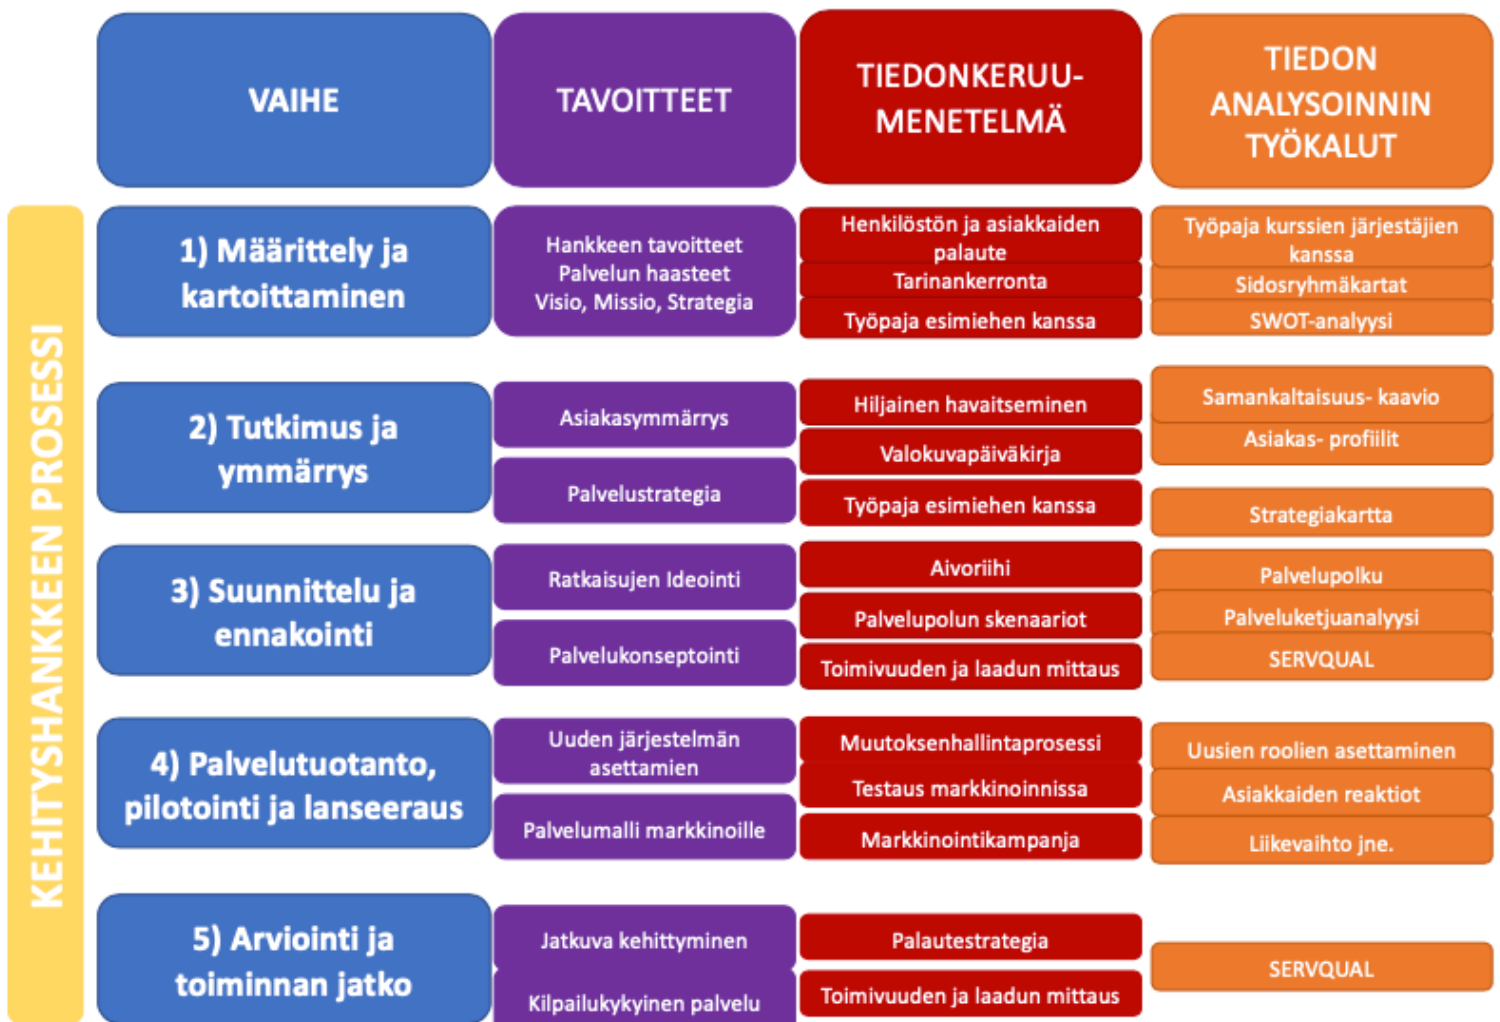 VAIHE
TAVOITTEET
TIEDONKERUU-
MENETELMÄ
TIEDON
ANALYSOINNIN
TYÖKALUT
KEHITYSHANKKEEN PROSESSI
1) Määrittely ja
kartoittaminen
Hankkeen tavoitteet
Palvelun haasteet
Visio, Missio, Strategia
Henkilöstön ja asiakkaiden
palaute
Tarinankerronta
Työpaja esimiehen kanssa
Työpaja kurssien järjestäjien
kanssa
Sidosryhmäkartat
SWOT-analyysi
2) Tutkimus ja
ymmärrys
Asiakasymmärrys
Palvelustrategia
Hiljainen havaitseminen
Valokuvapäiväkirja
Työpaja esimiehen kanssa
Samankaltaisuus- kaavio
Asiakas- profiilit
Strategiakartta
3) Suunnittelu ja
ennakointi
Ratkaisujen Ideointi
Palvelukonseptointi
Aivoriihi
Palvelupolun skenaariot
Toimivuuden ja laadun mittaus
Palvelupolku
Palveluketjuanalyysi
SERVQUAL
4) Palvelutuotanto,
pilotointi ja lanseeraus
Uuden järjestelmän
asettamien
Palvelumalli markkinoille
Muutoksenhallintaprosessi
Testaus markkinoinnissa
Markkinointikampanja
Uusien roolien asettaminen
Asiakkaiden reaktiot
Liikevaihto jne.
5) Arviointi ja
toiminnan jatko
Jatkuva kehittyminen
Kilpailukykyinen palvelu
Palautestrategia
Toimivuuden ja laadun mittaus
SERVQUAL